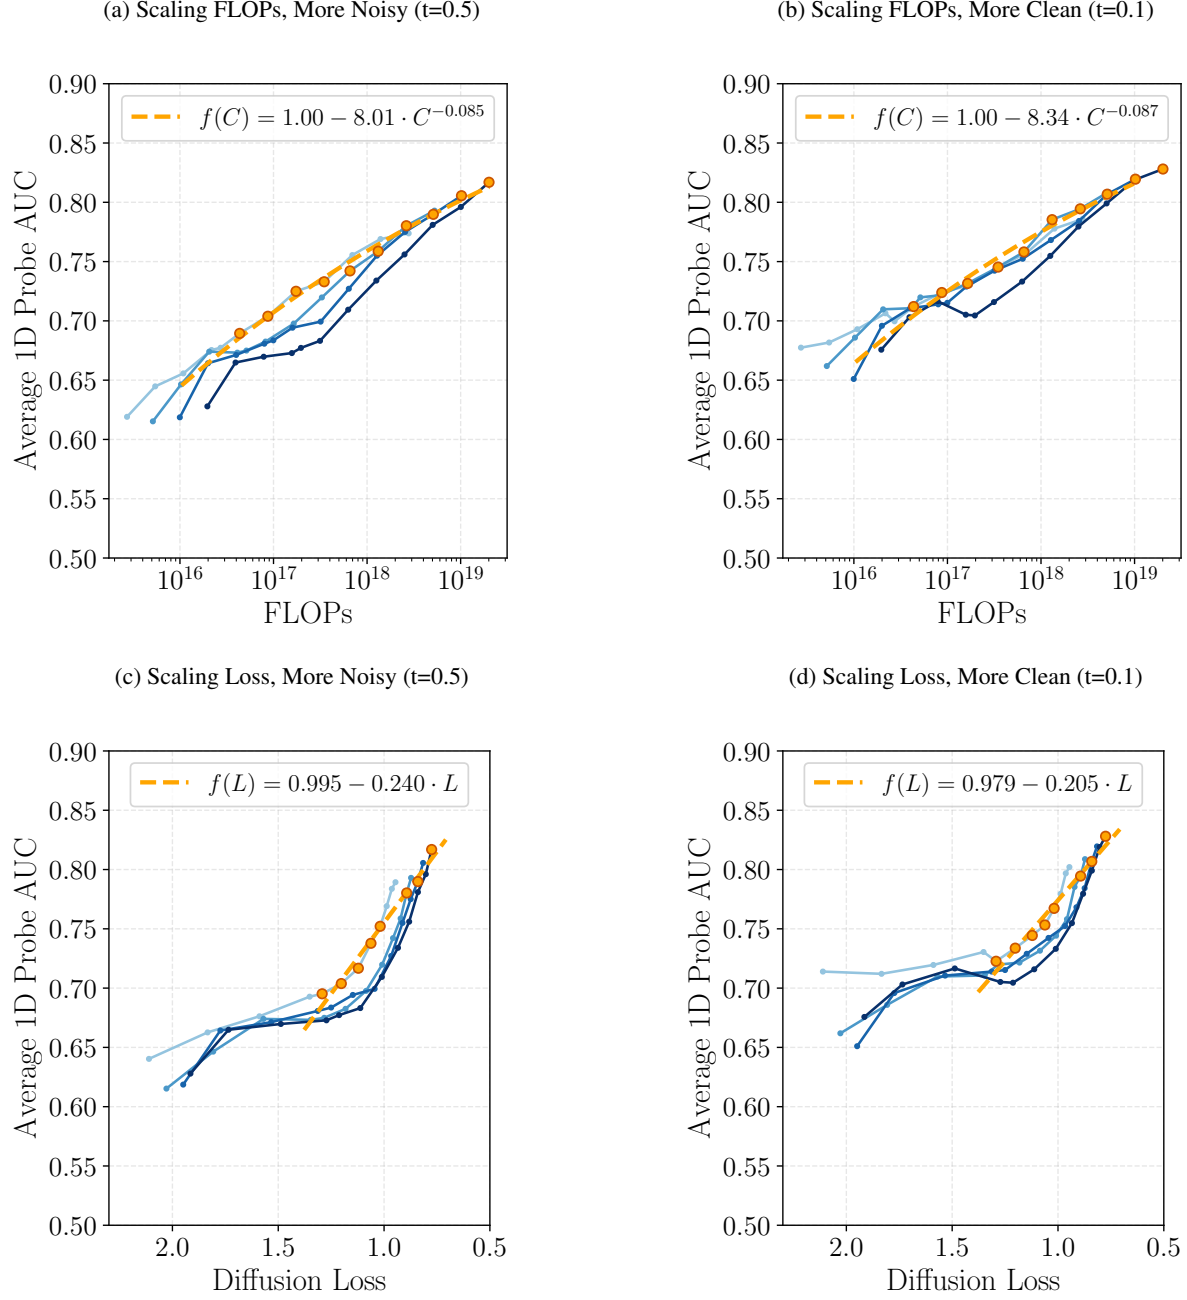 (a) Scaling FLOPs, More Noisy (t=0.5)
0.90
0.85
0.80
0.75
0.70
0.65
0.60
0.55
0.50
Average 1D Probe AUC
f(C) = 1.00 − 8.01 · C^−0.085
10^16 10^17 10^18 10^19
FLOPs
(b) Scaling FLOPs, More Clean (t=0.1)
0.90
0.85
0.80
0.75
0.70
0.65
0.60
0.55
0.50
Average 1D Probe AUC
f(C) = 1.00 − 8.34 · C^−0.087
10^16 10^17 10^18 10^19
FLOPs
(c) Scaling Loss, More Noisy (t=0.5)
0.90
0.85
0.80
0.75
0.70
0.65
0.60
0.55
0.50
Average 1D Probe AUC
f(L) = 0.995 − 0.240 · L
2.0 1.5 1.0 0.5
Diffusion Loss
(d) Scaling Loss, More Clean (t=0.1)
0.90
0.85
0.80
0.75
0.70
0.65
0.60
0.55
0.50
Average 1D Probe AUC
f(L) = 0.979 − 0.205 · L
2.0 1.5 1.0 0.5
Diffusion Loss